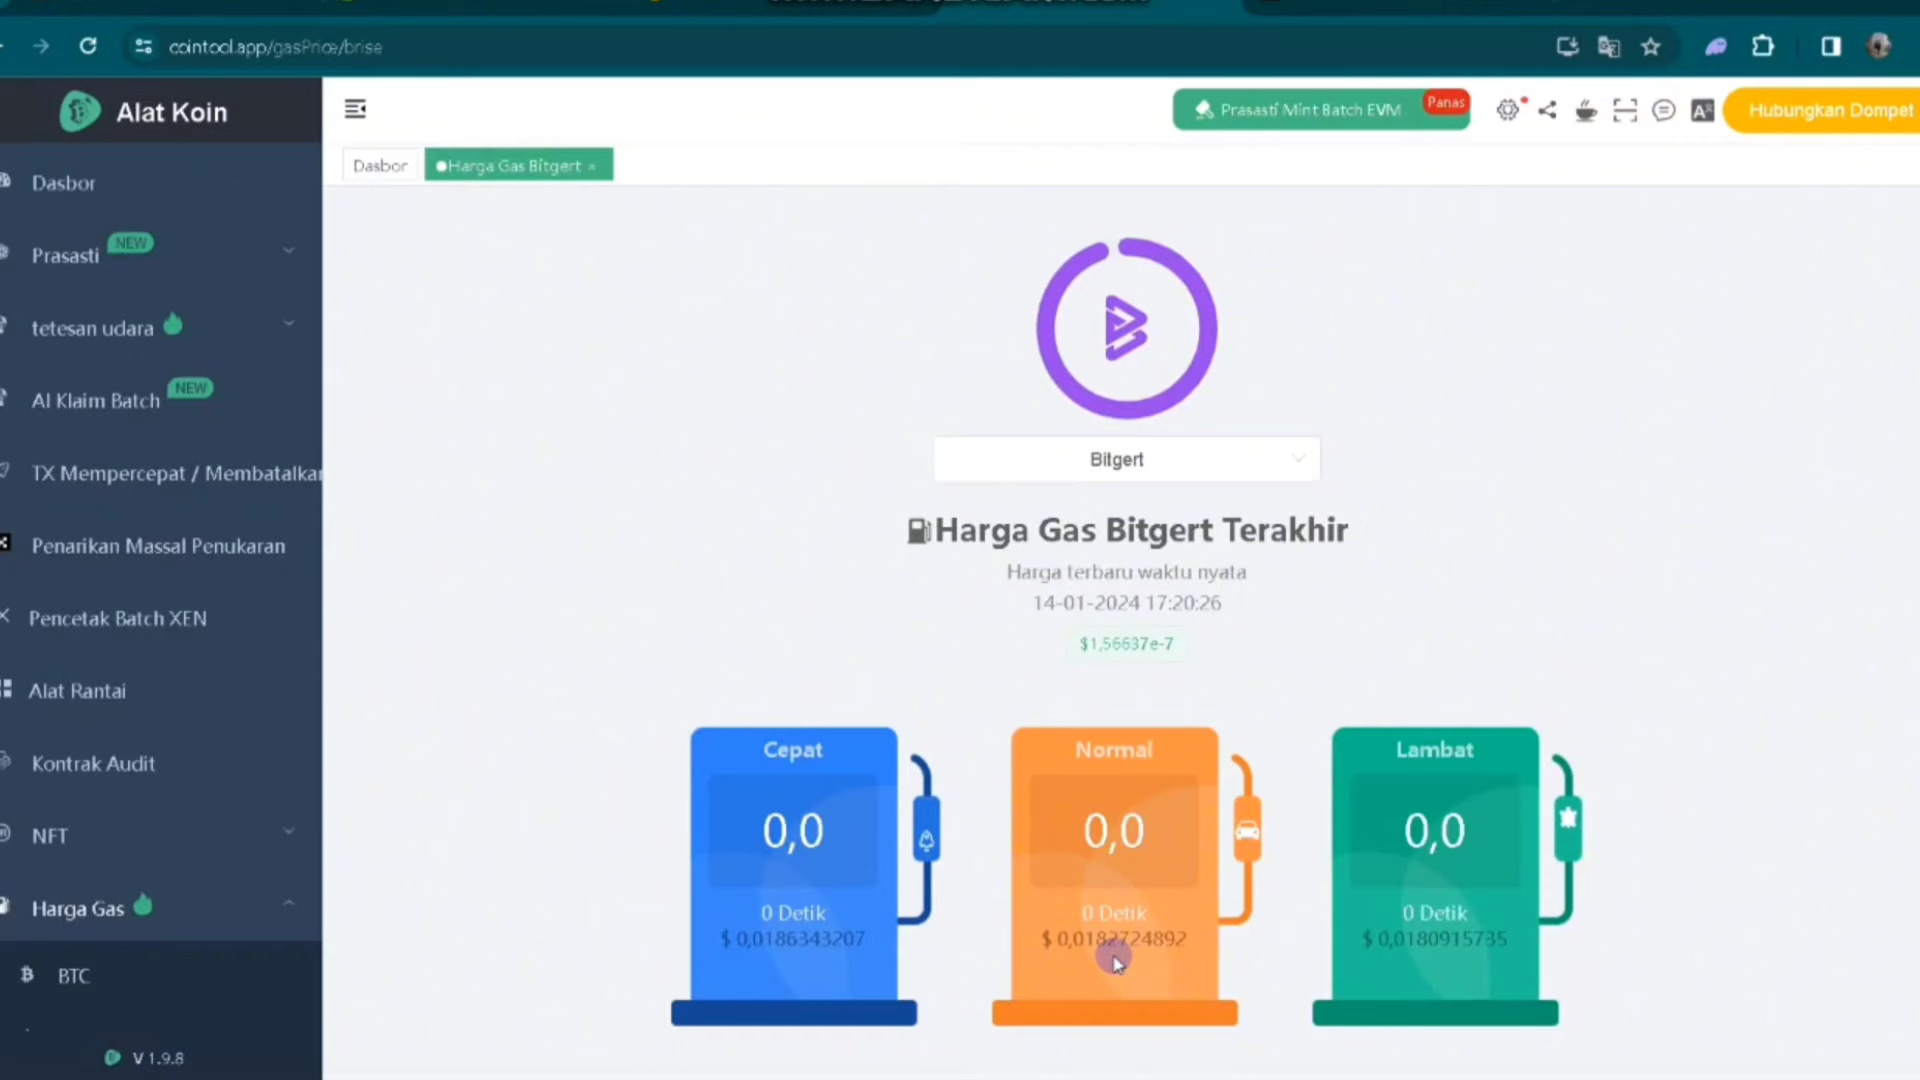 cointool.app/gasPrice/brise
Alat Koin
Prasasti Mint Batch EVM
Panas
Hubungkan Dompet
Dasbor
Harga Gas Bitgert ×
Dasbor
Prasasti NEW
tetesan udara
AI Klaim Batch NEW
TX Mempercepat / Membatalkan
Penarikan Massal Penukaran
Pencetak Batch XEN
Alat Rantai
Kontrak Audit
NFT
Harga Gas
BTC
V 1.9.8
Bitgert
Harga Gas Bitgert Terakhir
Harga terbaru waktu nyata
14-01-2024 17:20:26
$1,56637e-7
Cepat
0,0
0 Detik
$ 0,0186343207
Normal
0,0
0 Detik
$ 0,0182724892
Lambat
0,0
0 Detik
$ 0,0180915735